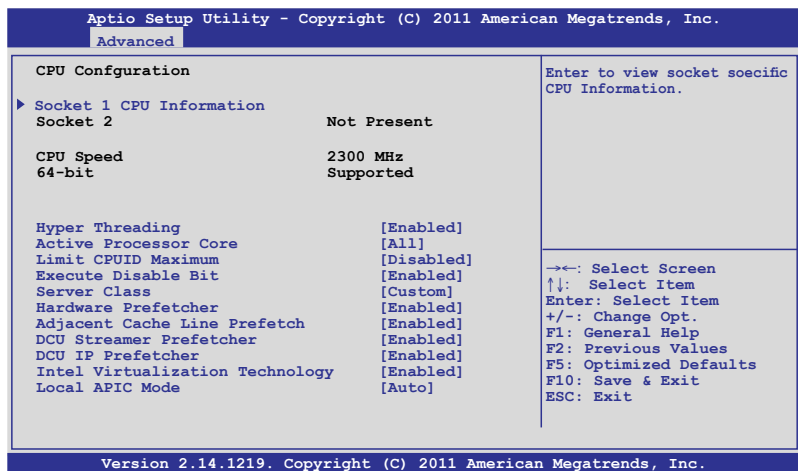 Aptio Setup Utility - Copyright (C) 2011 American Megatrends, Inc.
Advanced
CPU Confguration
Socket 1 CPU Information
Socket 2 Not Present
CPU Speed 2300 MHz
64-bit Supported
Hyper Threading [Enabled]
Active Processor Core [All]
Limit CPUID Maximum [Disabled]
Execute Disable Bit [Enabled]
Server Class [Custom]
Hardware Prefetcher [Enabled]
Adjacent Cache Line Prefetch [Enabled]
DCU Streamer Prefetcher [Enabled]
DCU IP Prefetcher [Enabled]
Intel Virtualization Technology [Enabled]
Local APIC Mode [Auto]
Enter to view socket soecific
CPU Information.
→←: Select Screen
↑↓: Select Item
Enter: Select Item
+/-: Change Opt.
F1: General Help
F2: Previous Values
F5: Optimized Defaults
F10: Save & Exit
ESC: Exit
Version 2.14.1219. Copyright (C) 2011 American Megatrends, Inc.